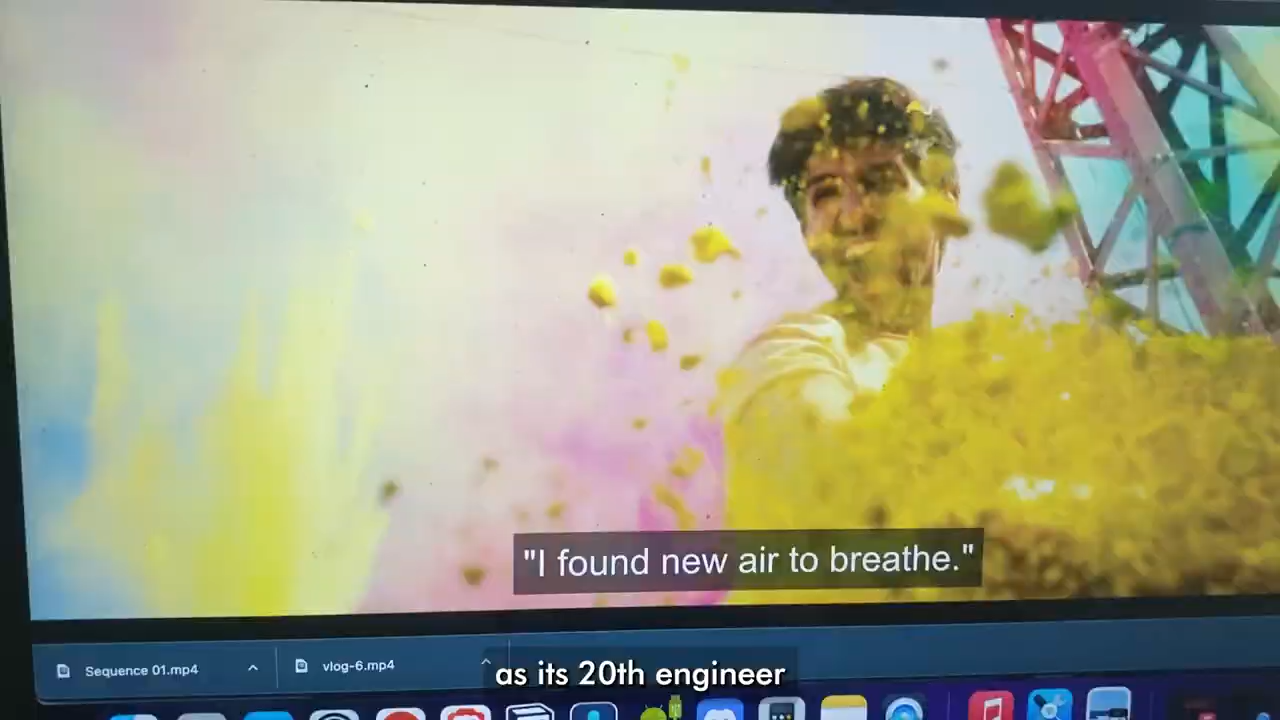 "I found new air to breathe."
Sequence 01.mp4
vlog-6.mp4
as its 20th engineer